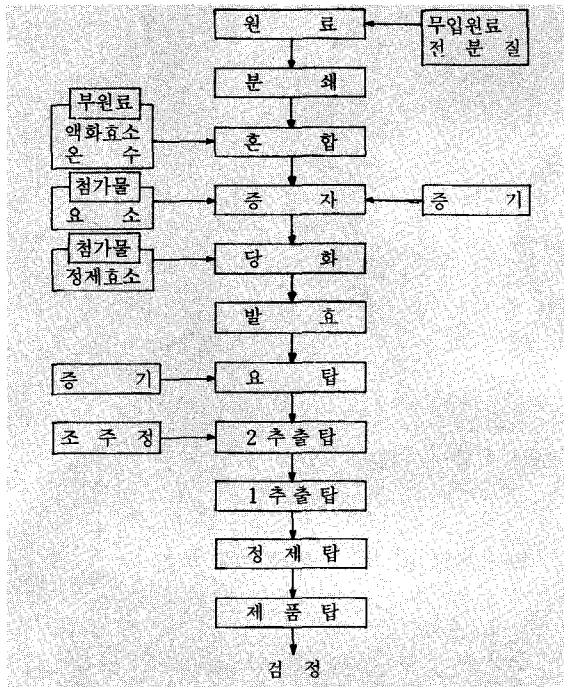 원 료
무입원료
전 분 질
분 쇄
부원료
액화효소
온 수
혼 합
첨가물
요 소
증 자
증 기
첨가물
정제효소
당 화
발 효
증 기
요 탑
조 주 정
2 추 출 탑
1 추 출 탑
정 제 탑
제 품 탑
검 정